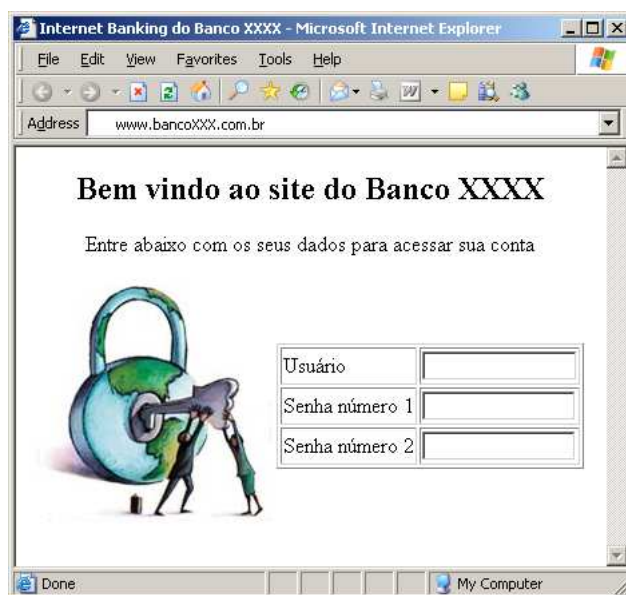 Internet Banking do Banco XXXX - Microsoft Internet Explorer
File Edit View Favorites Tools Help
Address www.bancoXXX.com.br
Bem vindo ao site do Banco XXXX
Entre abaixo com os seus dados para acessar sua conta
Usuário
Senha número 1
Senha número 2
Done My Computer